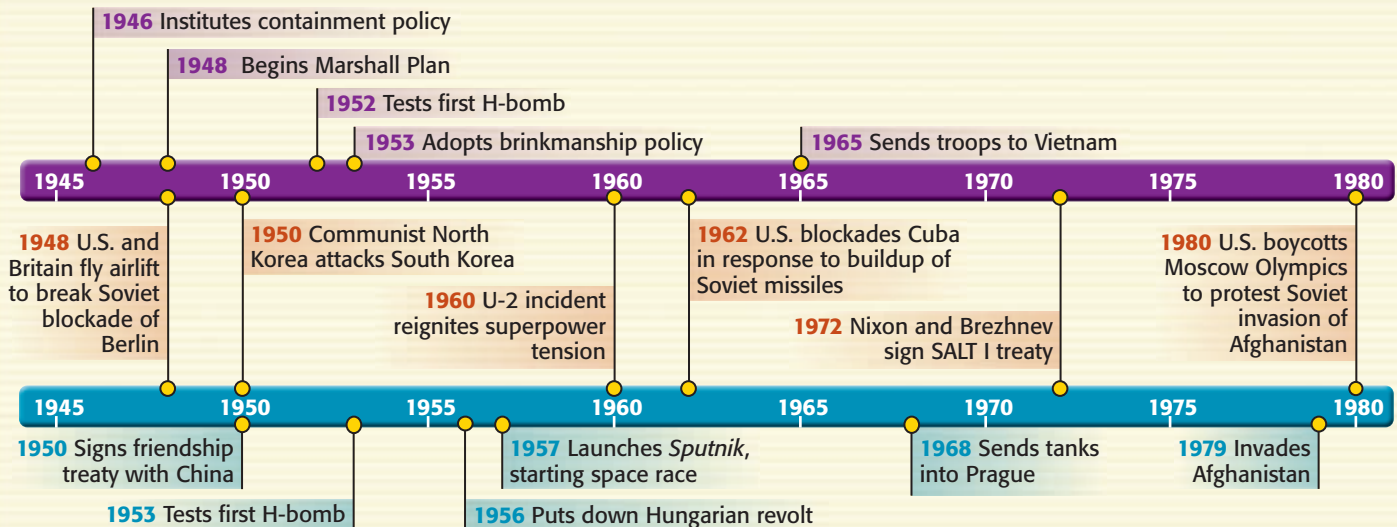 1946 Institutes containment policy
1948 Begins Marshall Plan
1952 Tests first H-bomb
1953 Adopts brinkmanship policy
1965 Sends troops to Vietnam
1945 1950 1955 1960 1965 1970 1975 1980
1948 U.S. and
Britain fly airlift
to break Soviet
blockade of
Berlin
1950 Communist North
Korea attacks South Korea
1960 U-2 incident
reignites superpower
tension
1962 U.S. blockades Cuba
in response to buildup of
Soviet missiles
1972 Nixon and Brezhnev
sign SALT I treaty
1980 U.S. boycotts
Moscow Olympics
to protest Soviet
invasion of
Afghanistan
1945 1950 1955 1960 1965 1970 1975 1980
1950 Signs friendship
treaty with China
1953 Tests first H-bomb
1956 Puts down Hungarian revolt
1957 Launches Sputnik,
starting space race
1968 Sends tanks
into Prague
1979 Invades
Afghanistan